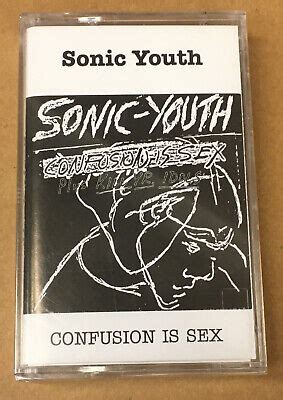 Sonic Youth
SONIC-YOUTH
CONFUSION IS SEX
Plus KILL YR. IDOLS
CONFUSION IS SEX